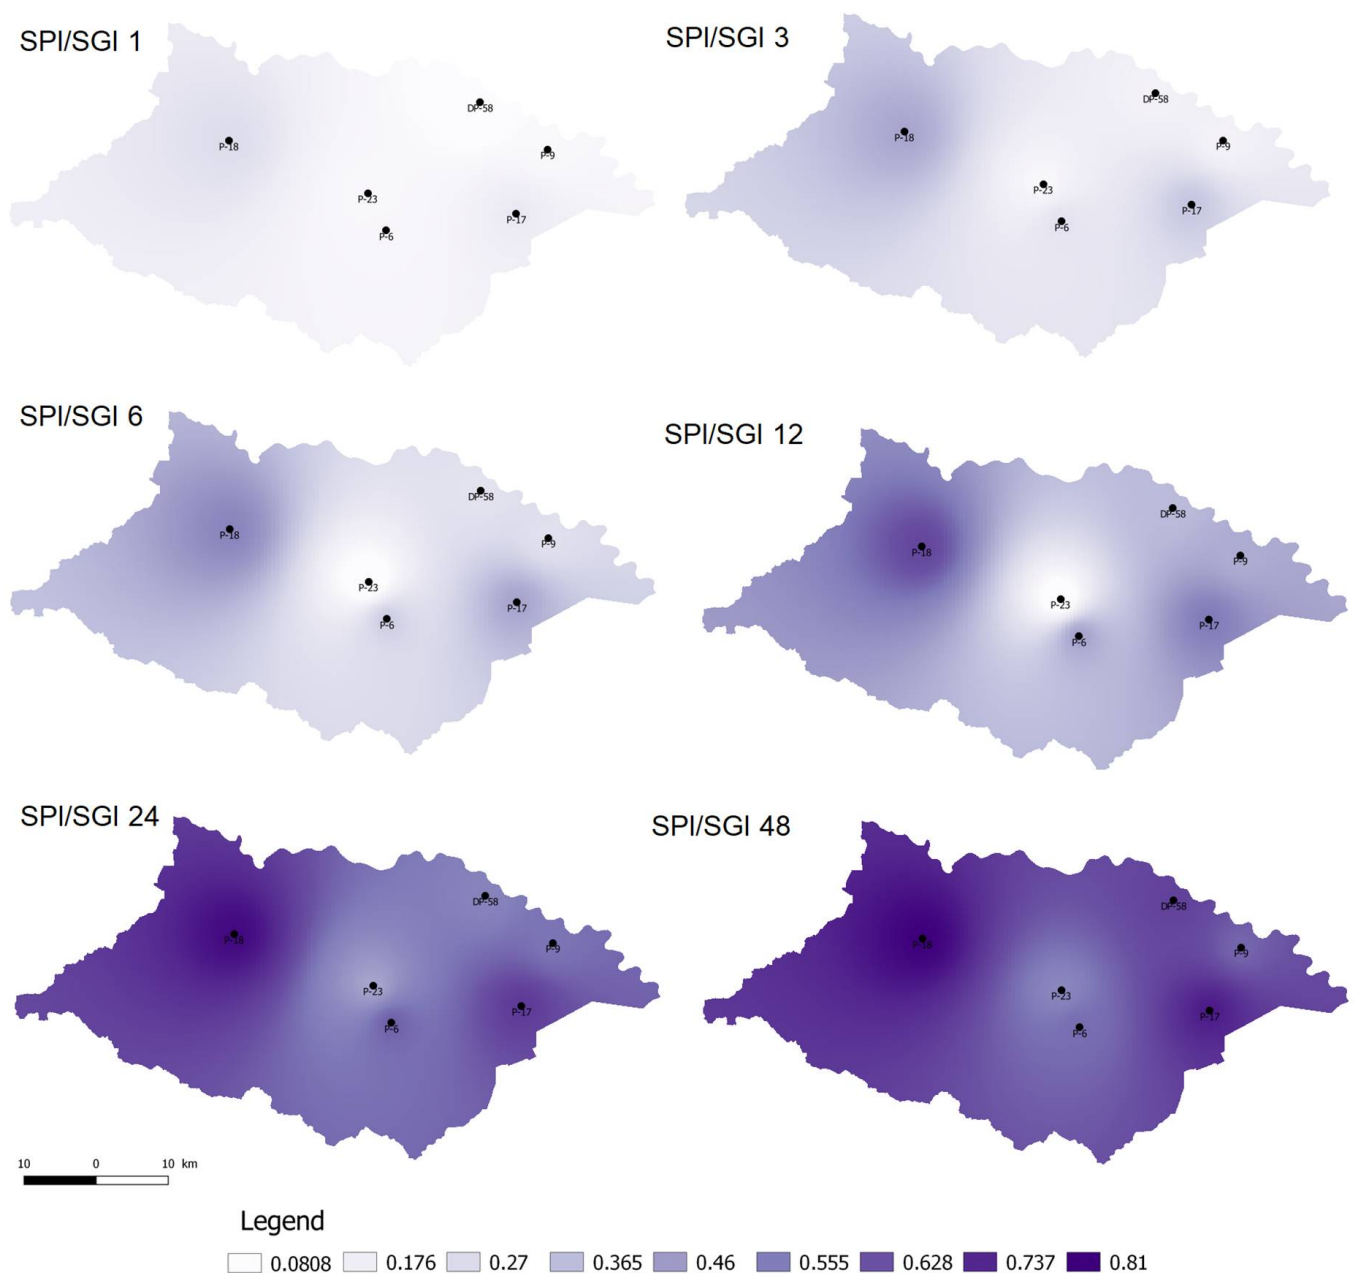 SPI/SGI 1
SPI/SGI 3
DP-58
P-18
P-9
P-23
P-17
P-6
DP-58
P-18
P-9
P-23
P-17
P-6
SPI/SGI 6
SPI/SGI 12
DP-58
P-18
P-9
P-23
P-17
P-6
DP-58
P-18
P-9
P-23
P-17
P-6
SPI/SGI 24
SPI/SGI 48
DP-58
P-18
P-9
P-23
P-17
P-6
DP-58
P-18
P-9
P-23
P-17
P-6
10 0 10 km
Legend
0.0808 0.176 0.27 0.365 0.46 0.555 0.628 0.737 0.81